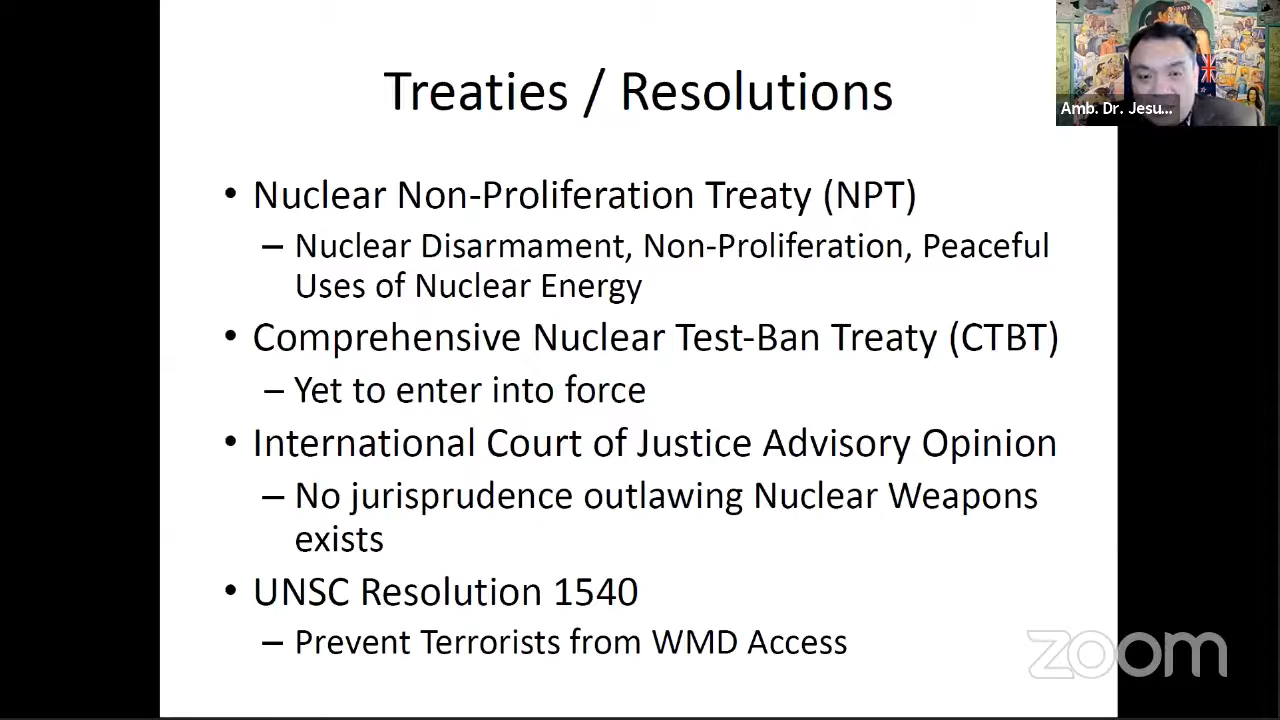 Treaties / Resolutions
Amb. Dr. Jesu...
• Nuclear Non-Proliferation Treaty (NPT)
– Nuclear Disarmament, Non-Proliferation, Peaceful
Uses of Nuclear Energy
• Comprehensive Nuclear Test-Ban Treaty (CTBT)
– Yet to enter into force
• International Court of Justice Advisory Opinion
– No jurisprudence outlawing Nuclear Weapons
exists
• UNSC Resolution 1540
– Prevent Terrorists from WMD Access
zoom